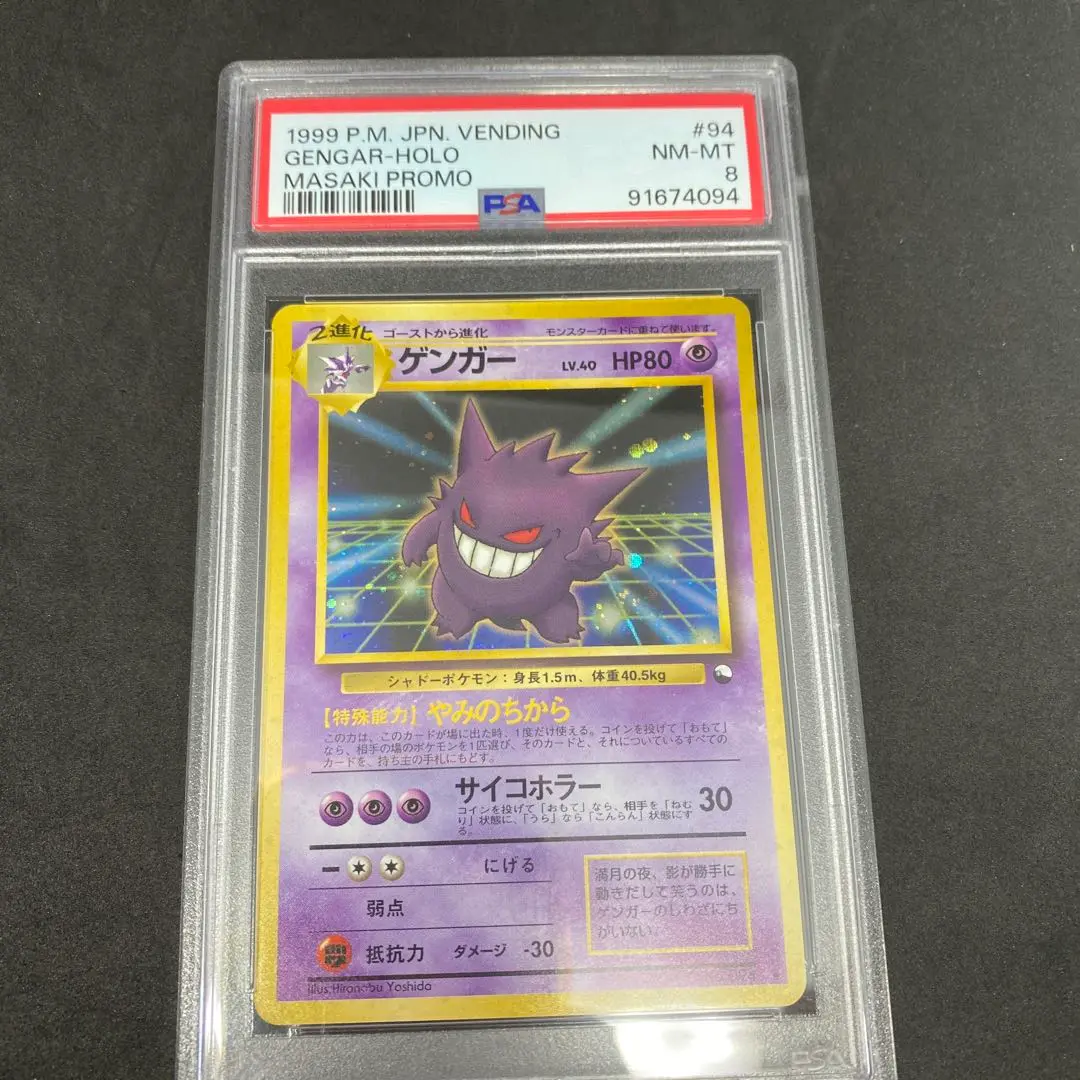 1999 P.M. JPN. VENDING #94
GENGAR-HOLO NM-MT
MASAKI PROMO 8
PSA 91674094
2進化 ゴーストから進化 モンスターカードに重ねて使います。
ゲンガー LV.40 HP80
シャドーポケモン：身長1.5m、体重40.5kg
【特殊能力】やみのちから
この力は、このカードが場に出た時、1度だけ使える。コインを投げて「おもて」
なら、相手の場のポケモンを1匹選び、そのカードと、それについているすべての
カードを、持ち主の手札にもどす。
サイコホラー 30
コインを投げて「おもて」なら、相手を「ねむ
り」状態に、「うら」なら「こんらん」状態にす
る。
にげる
弱点
抵抗力 ダメージ -30
満月の夜、影が勝手に
動きだして笑うのは、
ゲンガーのしわざにち
がいない。
Illus.Hironobu Yoshida
PSA